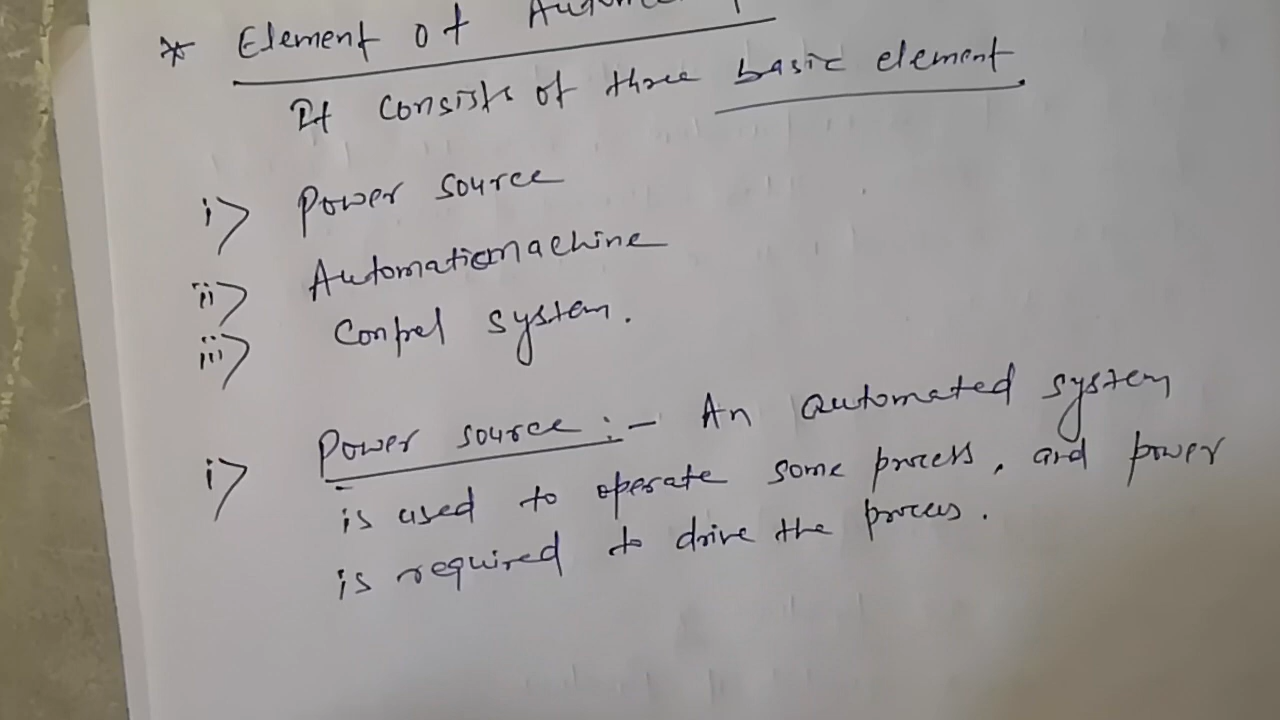 * Element of
It consists of three basic element.
i> Power source
ii> Automaticmachine
iii> Control system.
i> Power source :- An automated system
is used to operate some process, and power
is required to drive the process.